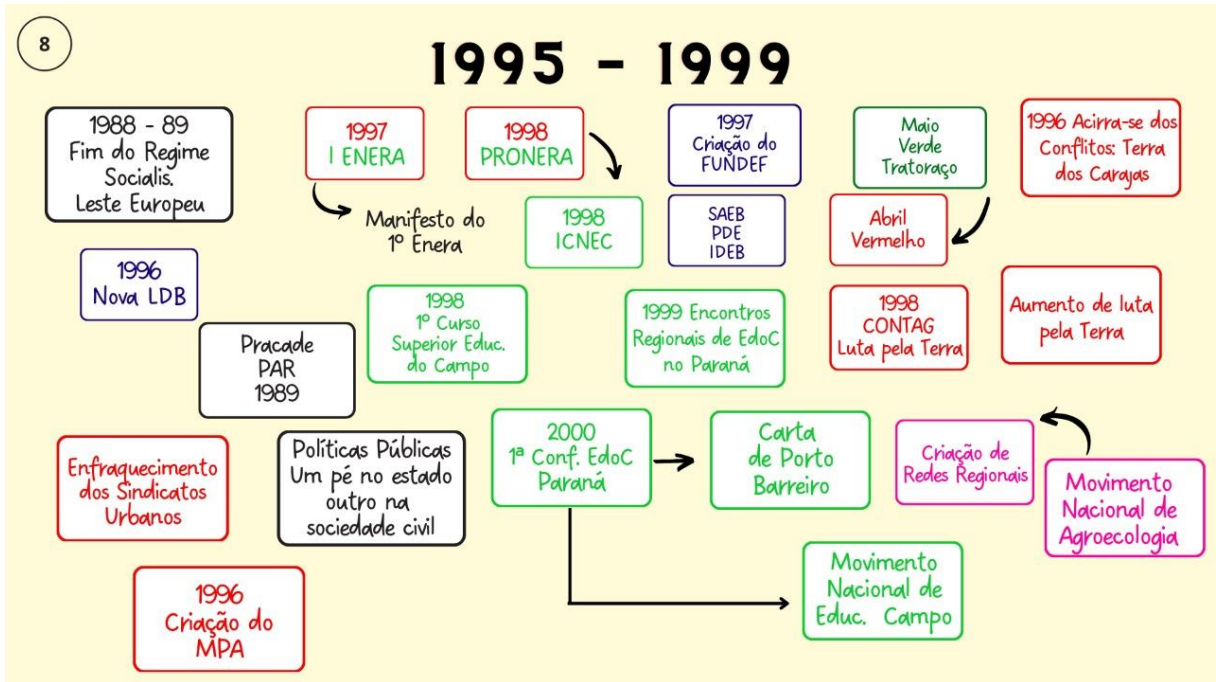 8
1995 - 1999
1988 - 89
Fim do Regime
Socialis.
Leste Europeu
1997
I ENERA
1998
PRONERA
1997
Criação do
FUNDEF
Maio
Verde
Tratoraço
1996 Acirra-se dos
Conflitos: Terra
dos Carajas
Manifesto do
1º Enera
1998
ICNEC
SAEB
PDE
IDEB
Abril
Vermelho
1996
Nova LDB
1998
1º Curso
Superior Educ.
do Campo
1999 Encontros
Regionais de EdoC
no Paraná
1998
CONTAG
Luta pela Terra
Aumento de luta
pela Terra
Pracade
PAR
1989
Enfraquecimento
dos Sindicatos
Urbanos
Políticas Públicas
Um pé no estado
outro na
sociedade civil
2000
1ª Conf. EdoC
Paraná
Carta
de Porto
Barreiro
Criação de
Redes Regionais
Movimento
Nacional de
Agroecologia
1996
Criação do
MPA
Movimento
Nacional de
Educ. Campo